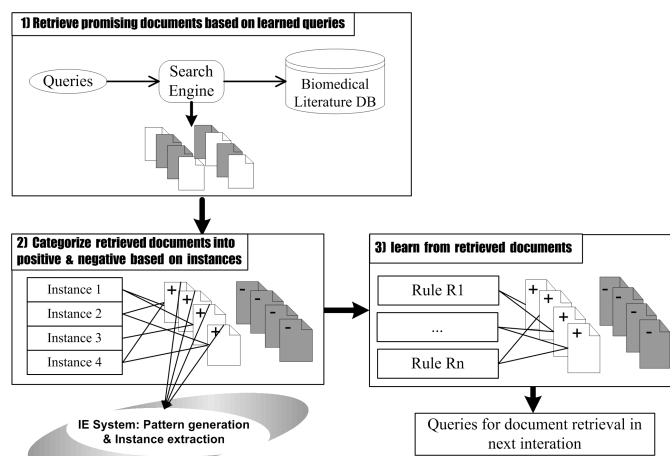 1) Retrieve promising documents based on learned queries
Queries
Search
Engine
Biomedical
Literature DB
2) Categorize retrieved documents into
positive & negative based on instances
Instance 1
Instance 2
Instance 3
Instance 4
+
+
+
+
-
-
-
-
IE System: Pattern generation
& Instance extraction
3) learn from retrieved documents
Rule R1
...
Rule Rn
+
+
+
+
-
-
-
-
Queries for document retrieval in
next interation